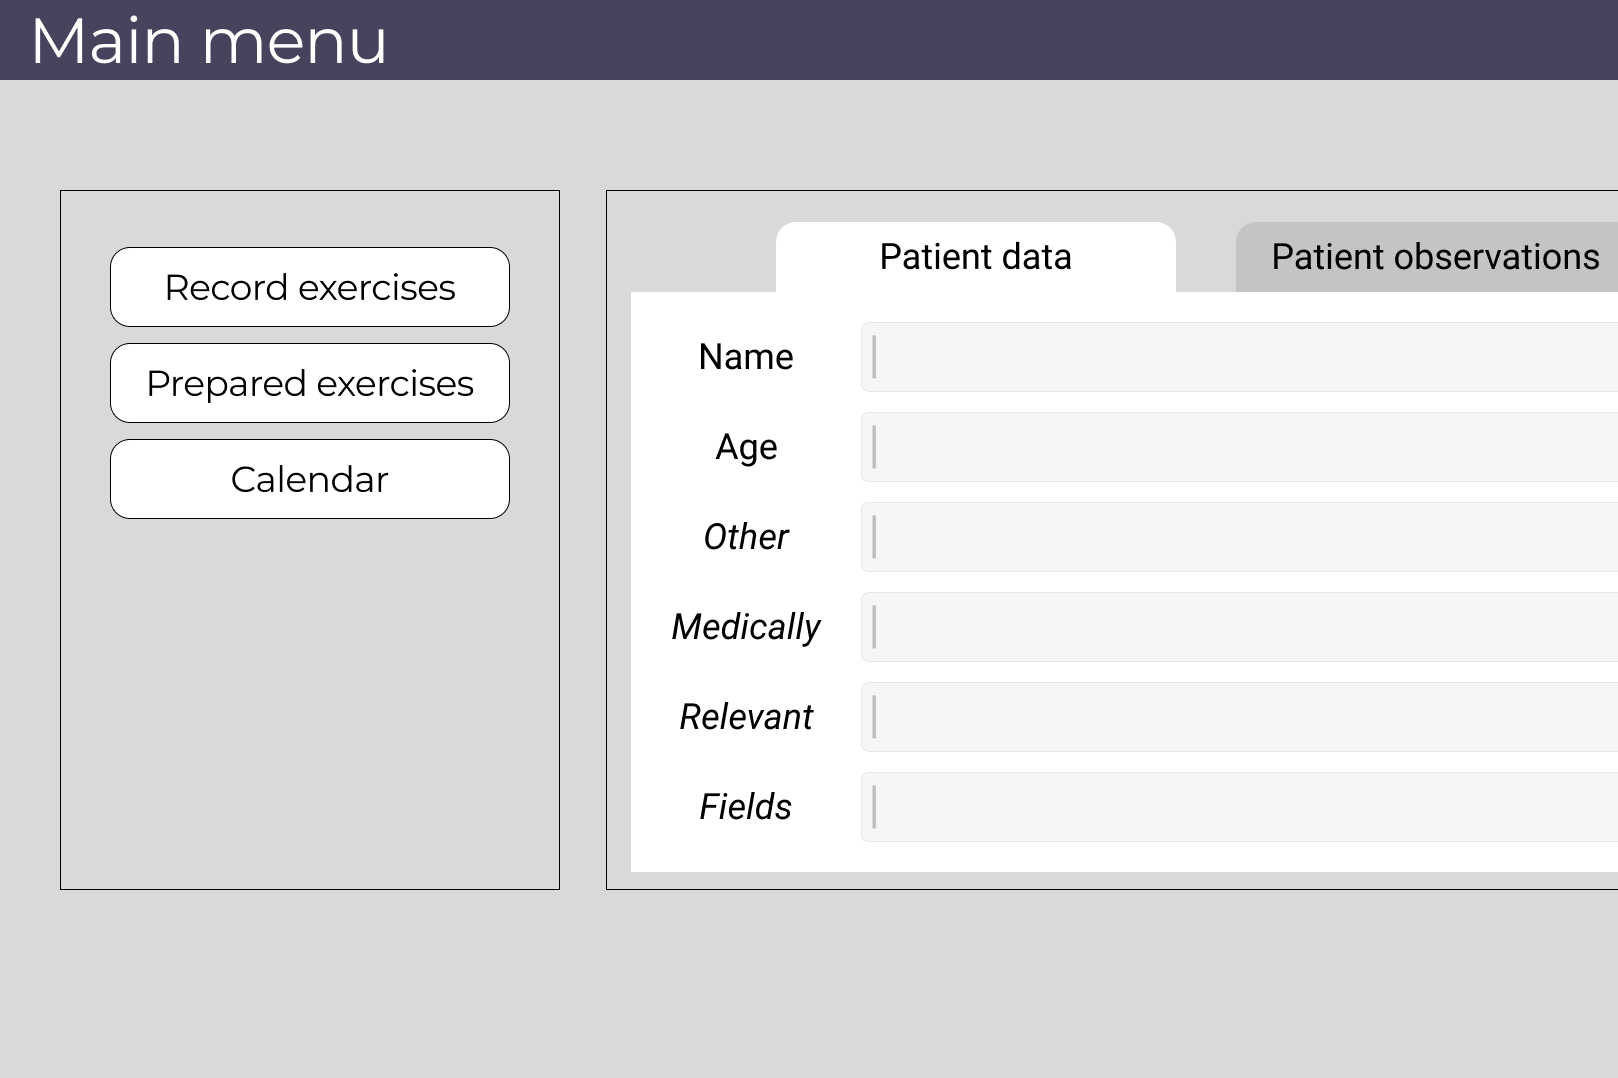 Main menu
Record exercises
Prepared exercises
Calendar
Patient data
Patient observations
Name
Age
Other
Medically
Relevant
Fields